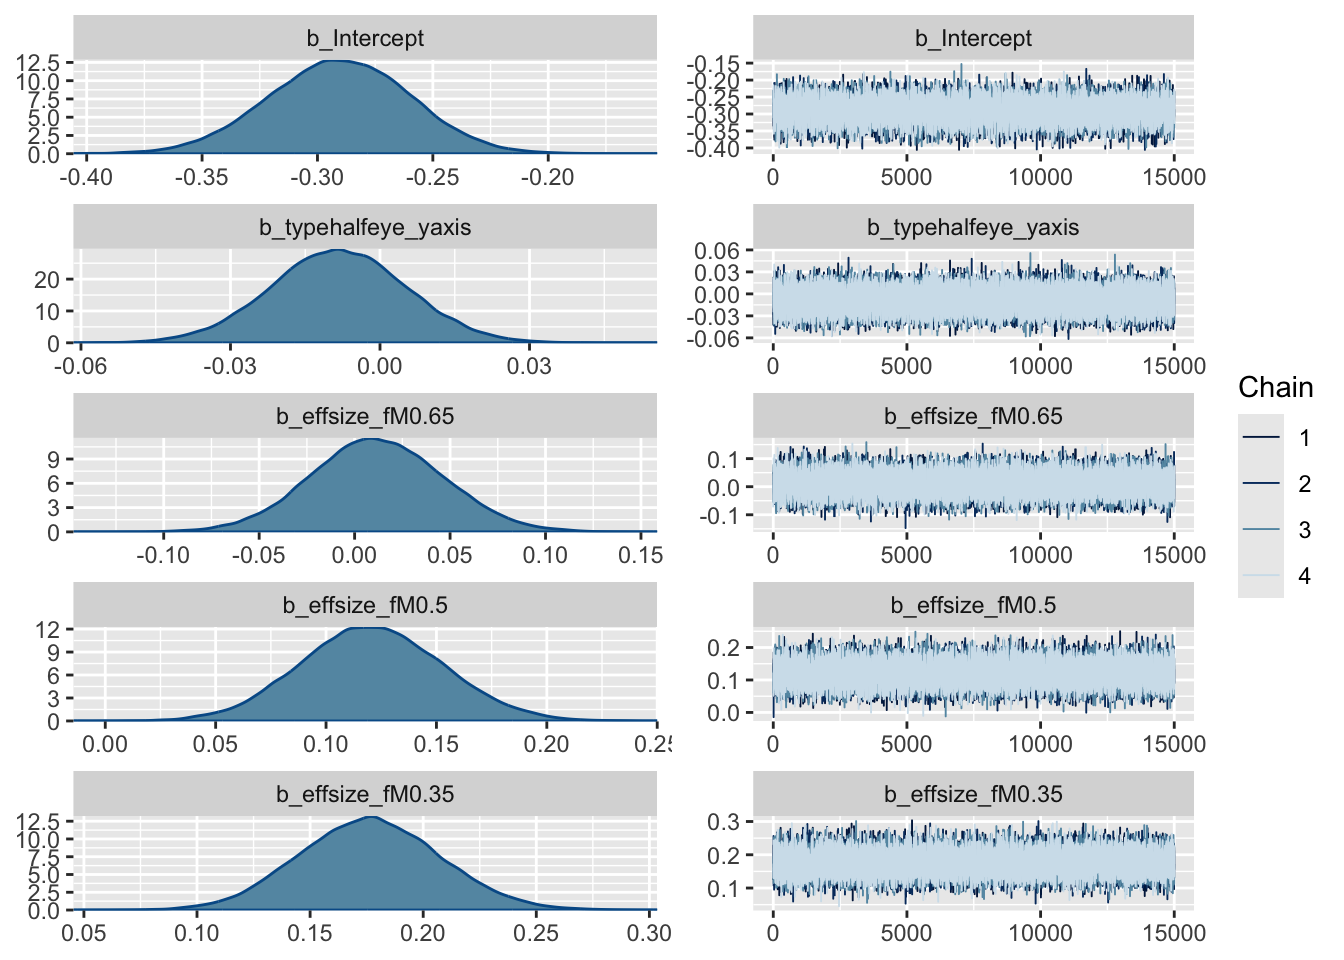 b_Intercept
12.5
10.0
7.5
5.0
2.5
0.0
-0.40 -0.35 -0.30 -0.25 -0.20
b_Intercept
-0.15
-0.20
-0.25
-0.30
-0.35
-0.40
0 5000 10000 15000
b_typehalfeye_yaxis
20
10
0
-0.06 -0.03 0.00 0.03
b_typehalfeye_yaxis
0.06
0.03
0.00
-0.03
-0.06
0 5000 10000 15000
b_effsize_fM0.65
9
6
3
0
-0.10 -0.05 0.00 0.05 0.10 0.15
b_effsize_fM0.65
0.1
0.0
-0.1
0 5000 10000 15000
b_effsize_fM0.5
12
9
6
3
0
0.00 0.05 0.10 0.15 0.20 0.25
b_effsize_fM0.5
0.2
0.1
0.0
0 5000 10000 15000
b_effsize_fM0.35
12.5
10.0
7.5
5.0
2.5
0.0
0.05 0.10 0.15 0.20 0.25 0.30
b_effsize_fM0.35
0.3
0.2
0.1
0 5000 10000 15000
Chain
1
2
3
4